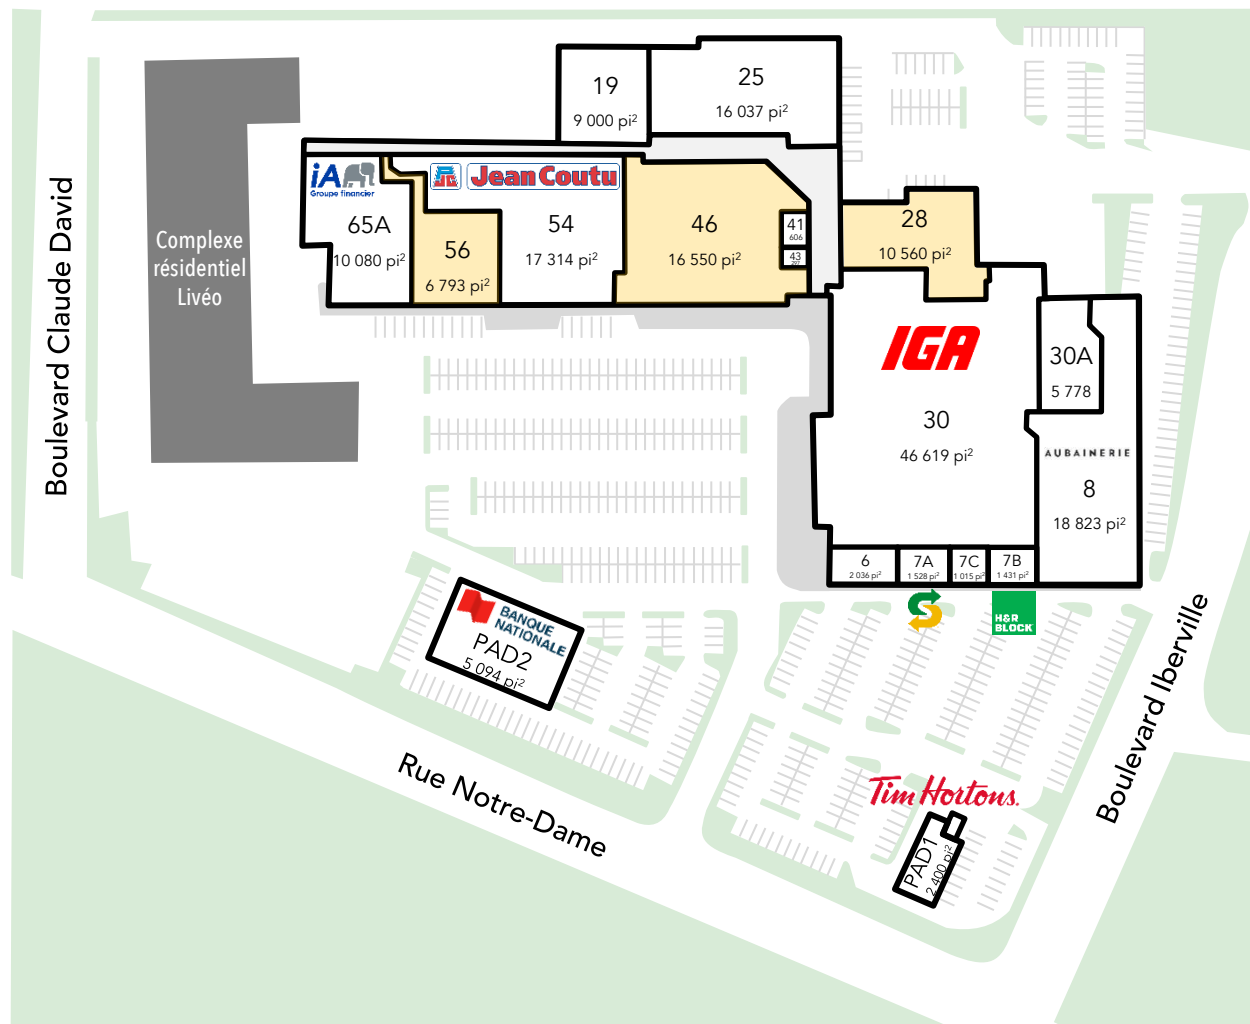 19
9 000 pi²
25
16 037 pi²
iA
Groupe financier
65A
10 080 pi²
PJC
Jean Coutu
54
17 314 pi²
56
6 793 pi²
46
16 550 pi²
41
606
43
297
28
10 560 pi²
Complexe
résidentiel
Livéo
Boulevard Claude David
IGA
30
46 619 pi²
30A
5 778
AUBAINERIE
8
18 823 pi²
6
2 036 pi²
7A
1 528 pi²
7C
1 015 pi²
7B
1 431 pi²
H&R
BLOCK
BANQUE
NATIONALE
PAD2
5 094 pi²
Rue Notre-Dame
Tim Hortons.
PAD1
2 400 pi²
Boulevard Iberville